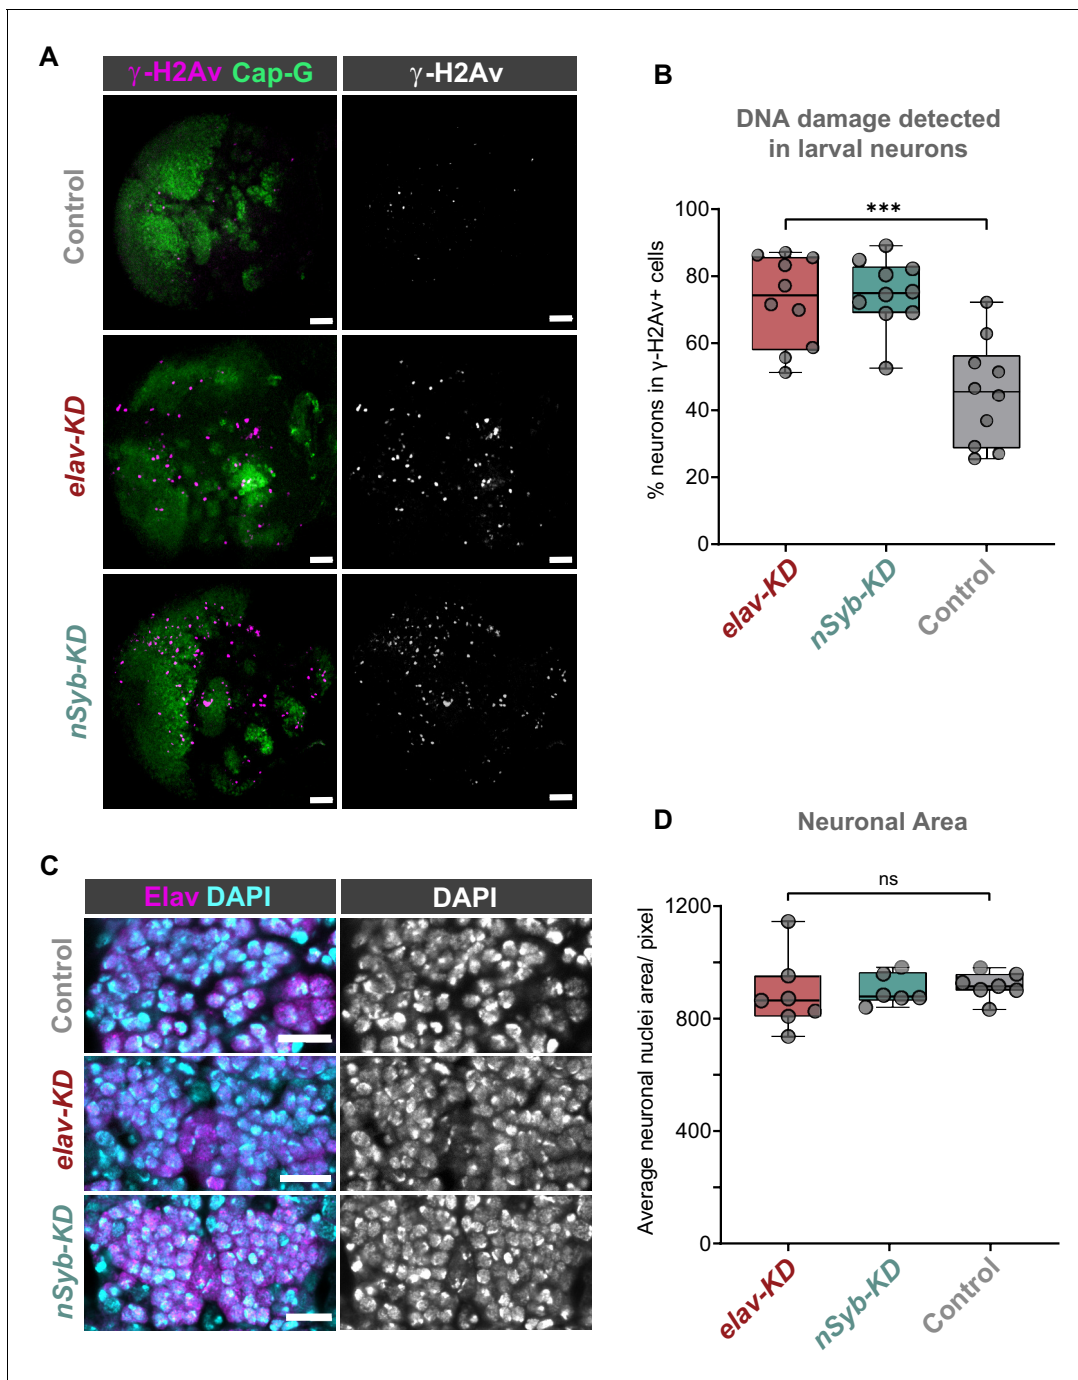 A
γ-H2Av Cap-G
γ-H2Av
Control
elav-KD
nSyb-KD
B
DNA damage detected
in larval neurons
***
% neurons in γ-H2Av+ cells
100
80
60
40
20
0
elav-KD
nSyb-KD
Control
C
Elav DAPI
DAPI
Control
elav-KD
nSyb-KD
D
Neuronal Area
ns
Average neuronal nuclei area/ pixel
1200
800
400
0
elav-KD
nSyb-KD
Control